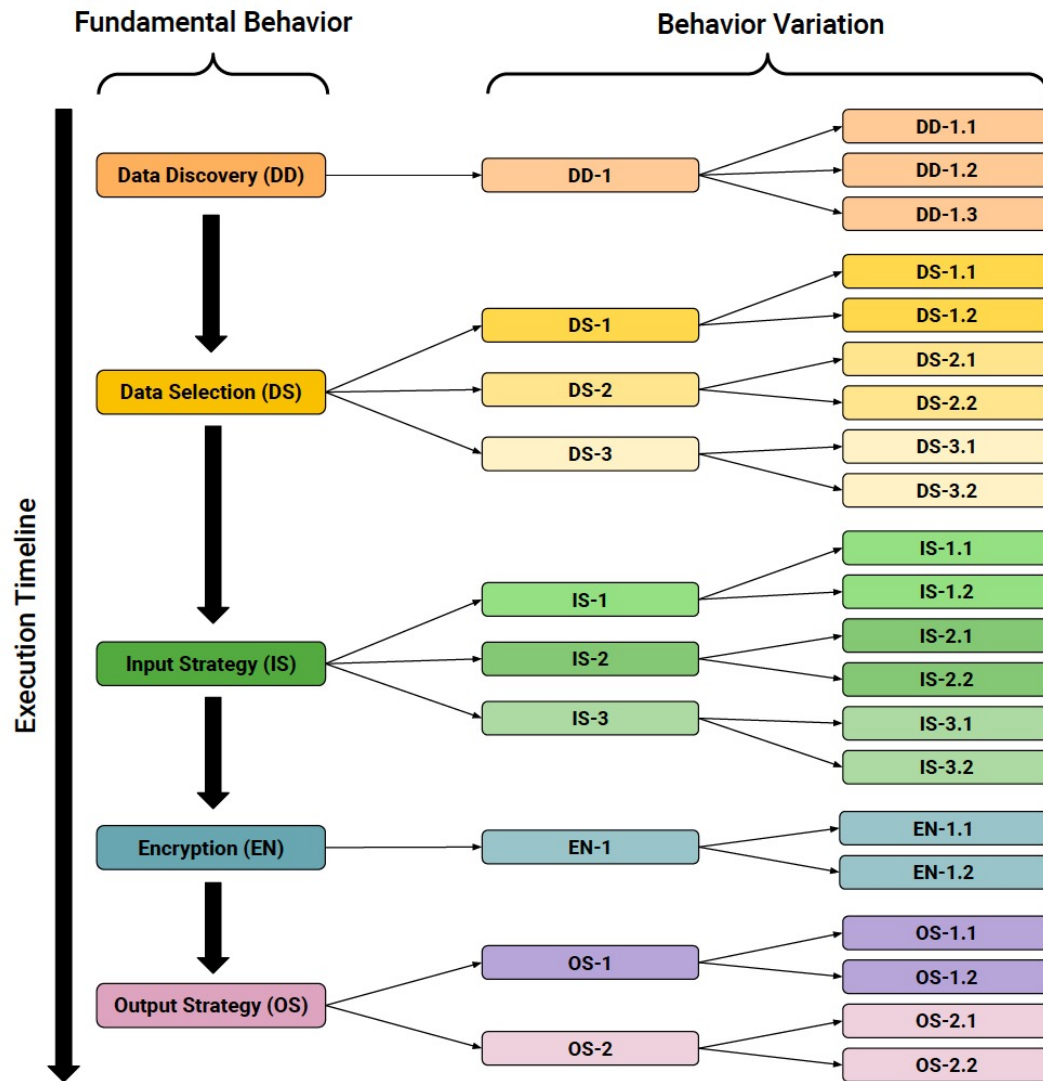 Fundamental Behavior
Behavior Variation
Execution Timeline
Data Discovery (DD)
DD-1
DD-1.1
DD-1.2
DD-1.3
Data Selection (DS)
DS-1
DS-1.1
DS-1.2
DS-2
DS-2.1
DS-2.2
DS-3
DS-3.1
DS-3.2
Input Strategy (IS)
IS-1
IS-1.1
IS-1.2
IS-2
IS-2.1
IS-2.2
IS-3
IS-3.1
IS-3.2
Encryption (EN)
EN-1
EN-1.1
EN-1.2
Output Strategy (OS)
OS-1
OS-1.1
OS-1.2
OS-2
OS-2.1
OS-2.2